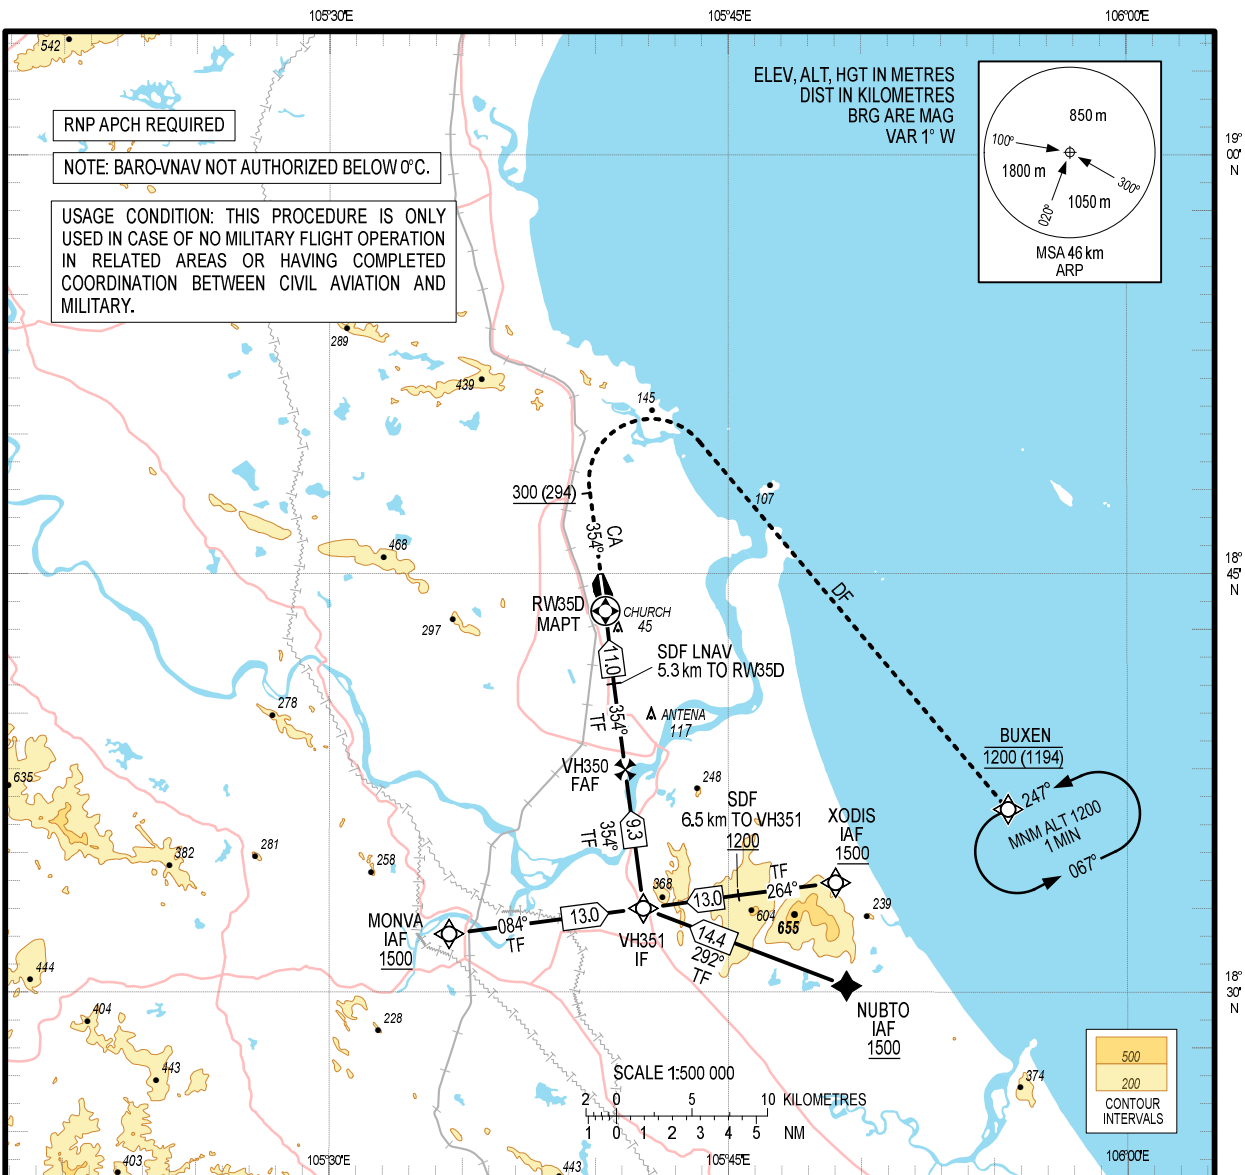 105°30'E
105°45'E
106°00'E
542
ELEV, ALT, HGT IN METRES
DIST IN KILOMETRES
BRG ARE MAG
VAR 1° W
850 m
100°
1800 m
300°
020°
1050 m
MSA 46 km
ARP
19°
00'
N
RNP APCH REQUIRED
NOTE: BARO-VNAV NOT AUTHORIZED BELOW 0°C.
USAGE CONDITION: THIS PROCEDURE IS ONLY
USED IN CASE OF NO MILITARY FLIGHT OPERATION
IN RELATED AREAS OR HAVING COMPLETED
COORDINATION BETWEEN CIVIL AVIATION AND
MILITARY.
289
439
145
300 (294)
107
CA
354°
468
18°
45'
N
RW35D
MAPT
CHURCH
45
297
DF
11.0
SDF LNAV
5.3 km TO RW35D
278
354°
TF
ANTENA
117
BUXEN
1200 (1194)
VH350
FAF
635
248
247°
MNM ALT 1200
1 MIN
067°
SDF
6.5 km TO VH351
1200
XODIS
IAF
1500
9.3
354°
TF
281
382
258
368
TF
264°
13.0
604
655
239
MONVA
IAF
1500
084°
TF
13.0
VH351
IF
14.4
292°
TF
444
18°
30'
N
NUBTO
IAF
1500
404
228
443
374
SCALE 1:500 000
2 0 5 10 KILOMETRES
1 0 1 2 3 4 5 NM
500
200
CONTOUR
INTERVALS
403
443
105°30'E
105°45'E
106°00'E